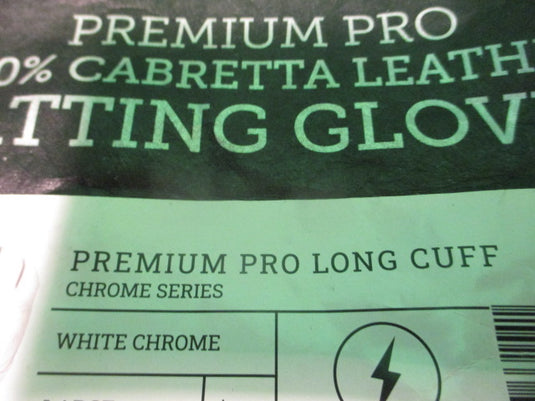 PREMIUM PRO
0% CABRETTA LEATH
TTING GLOV
PREMIUM PRO LONG CUFF
CHROME SERIES
WHITE CHROME